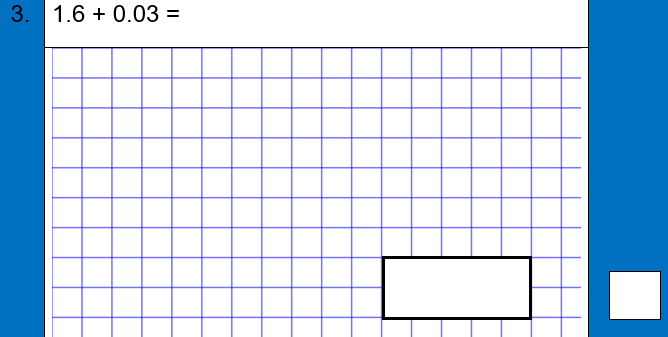 3. 1.6 + 0.03 =